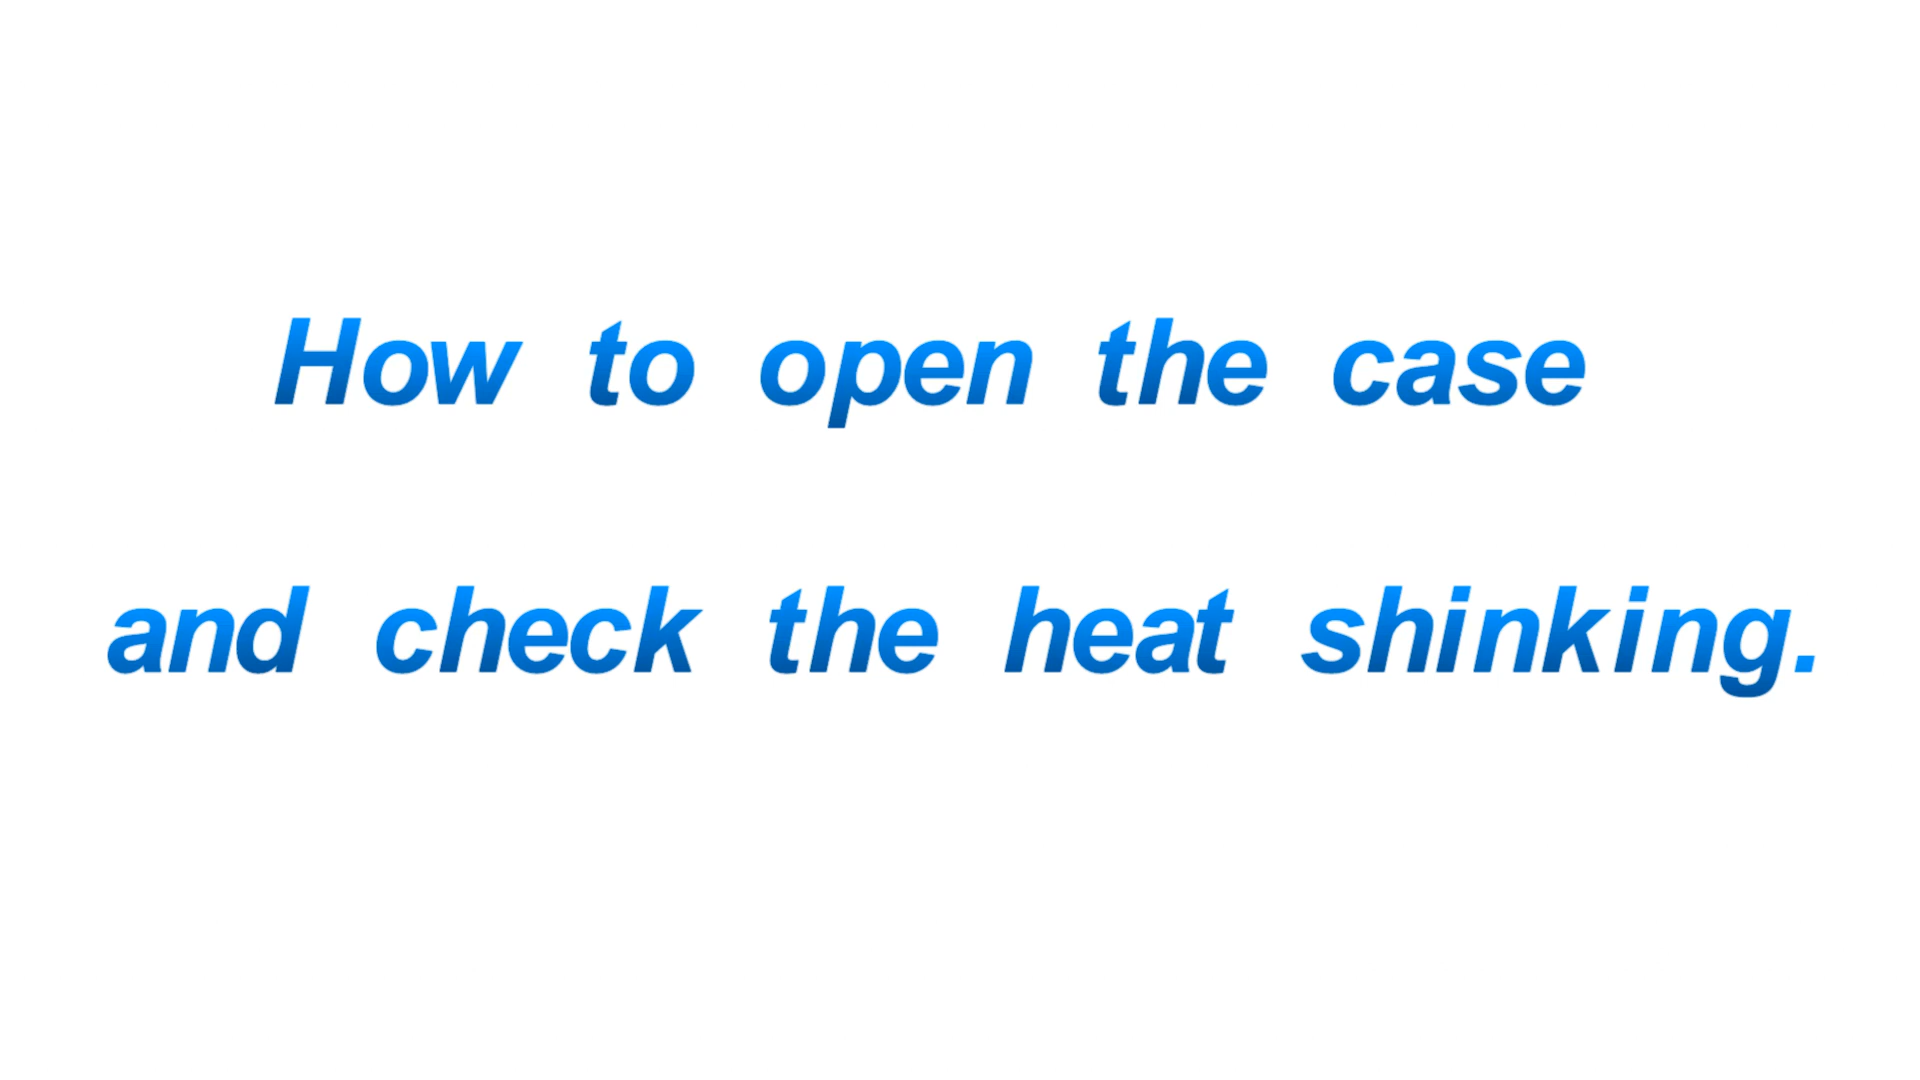 How to open the case
and check the heat shinking.